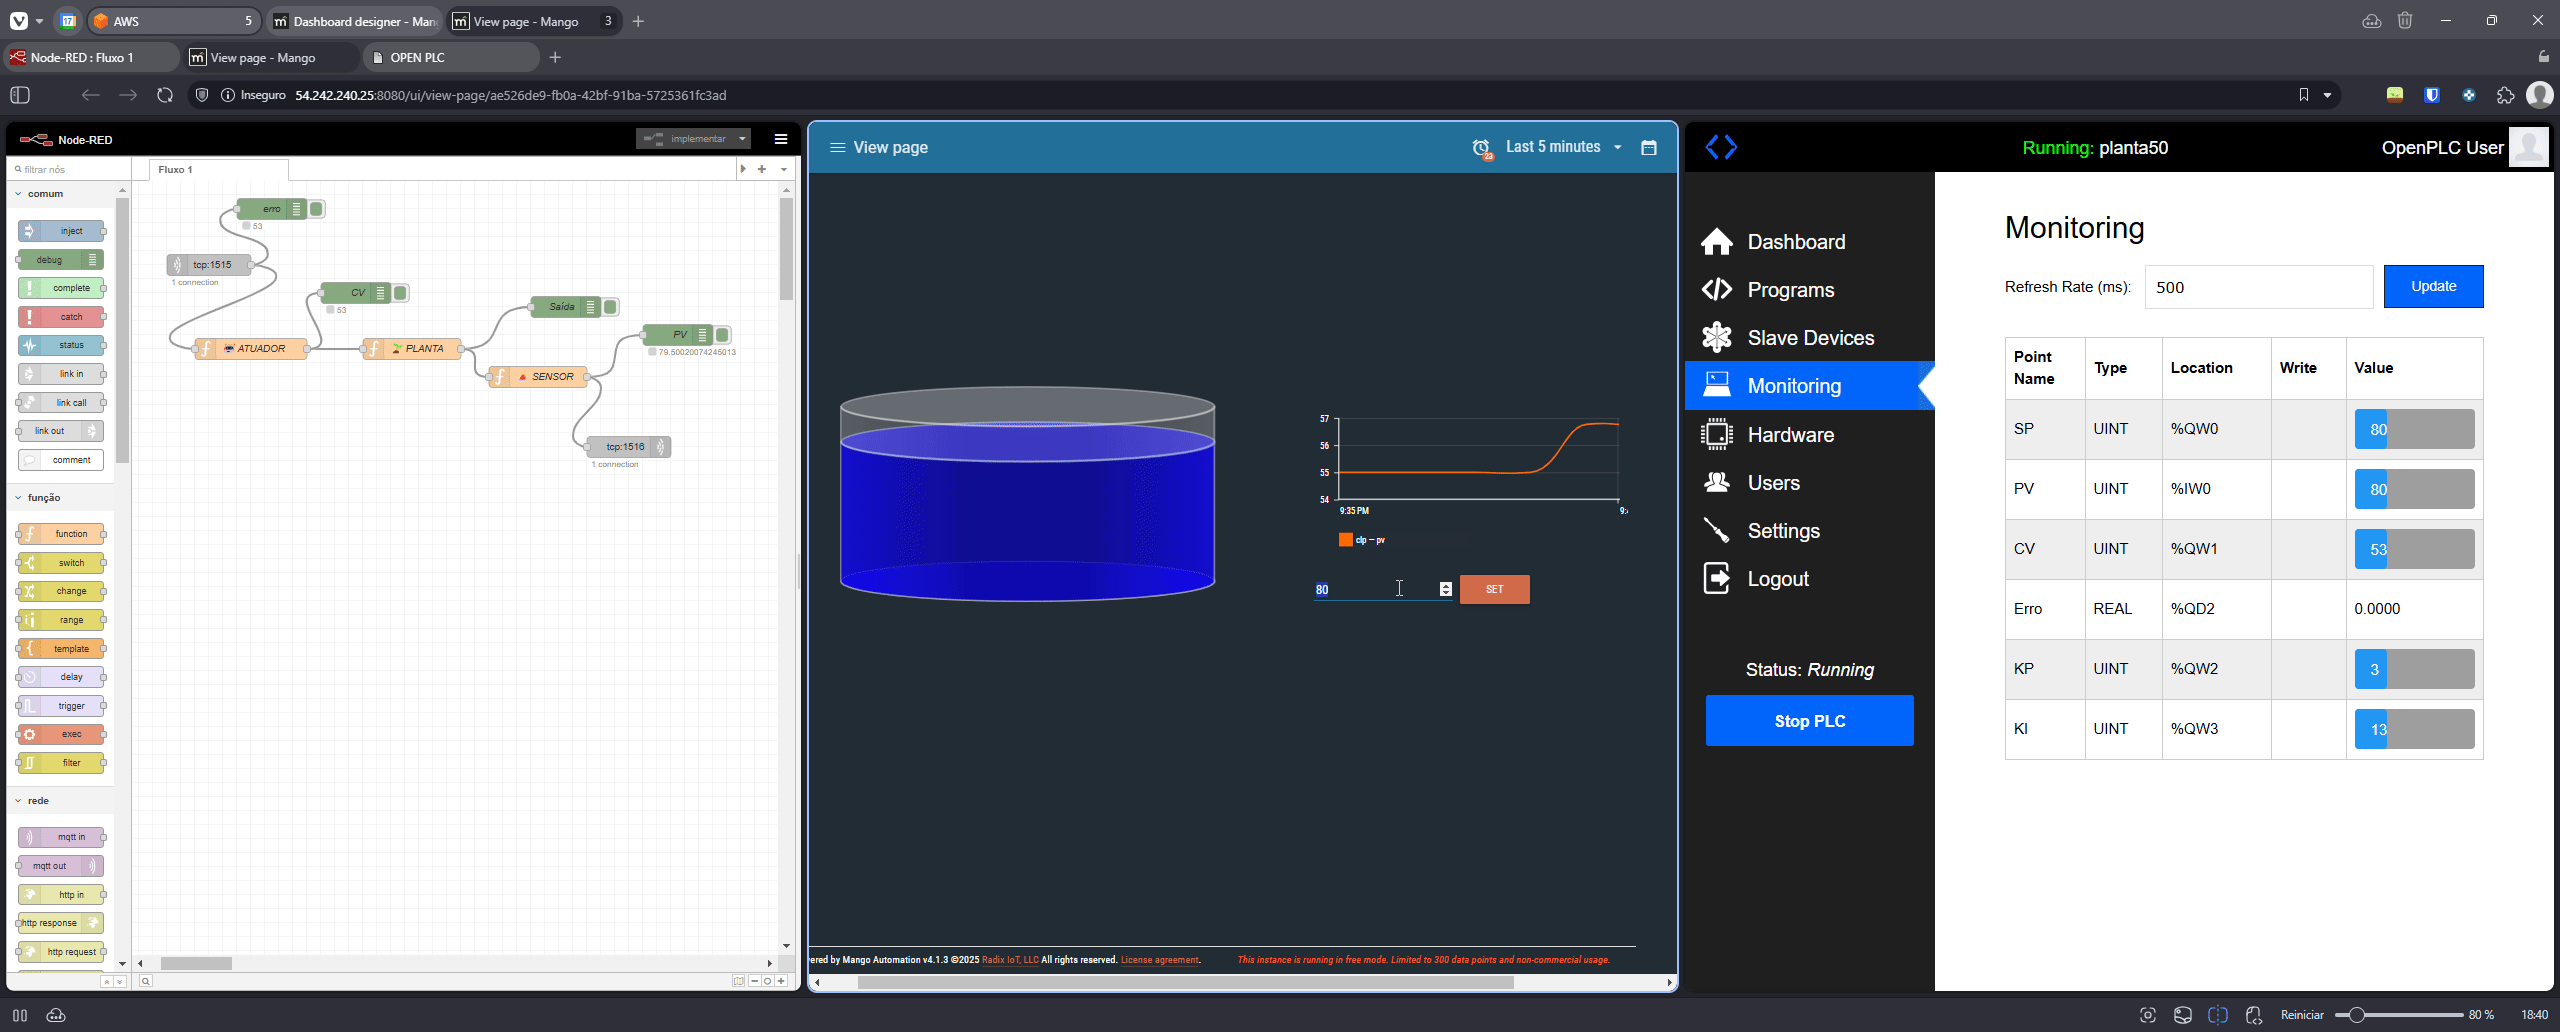 17
AWS
5
Dashboard designer - Man
View page - Mango
3
Node-RED : Fluxo 1
View page - Mango
OPEN PLC
Inseguro
54.242.240.25:8080/ui/view-page/ae526de9-fb0a-42bf-91ba-5725361fc3ad
Node-RED
implementar
filtrar nós
Fluxo 1
comum
inject
debug
complete
catch
status
link in
link call
link out
comment
função
function
switch
change
range
template
delay
trigger
exec
filter
rede
mqtt in
mqtt out
http in
http response
http request
erro
53
tcp:1515
1 connection
CV
53
Saída
PV
79.50020074245013
ATUADOR
PLANTA
SENSOR
tcp:1516
1 connection
View page
23
Last 5 minutes
57
56
55
54
9:35 PM
clp – pv
80
SET
ered by Mango Automation v4.1.3 ©2025 Radix IoT, LLC All rights reserved. License agreement.
This instance is running in free mode. Limited to 300 data points and non-commercial usage.
Running: planta50
OpenPLC User
Dashboard
Programs
Slave Devices
Monitoring
Hardware
Users
Settings
Logout
Status: Running
Stop PLC
Monitoring
Refresh Rate (ms):
500
Update
Point Name Type Location Write Value
SP UINT %QW0 80
PV UINT %IW0 80
CV UINT %QW1 53
Erro REAL %QD2 0.0000
KP UINT %QW2 3
KI UINT %QW3 13
Reiniciar
80 %
18:40